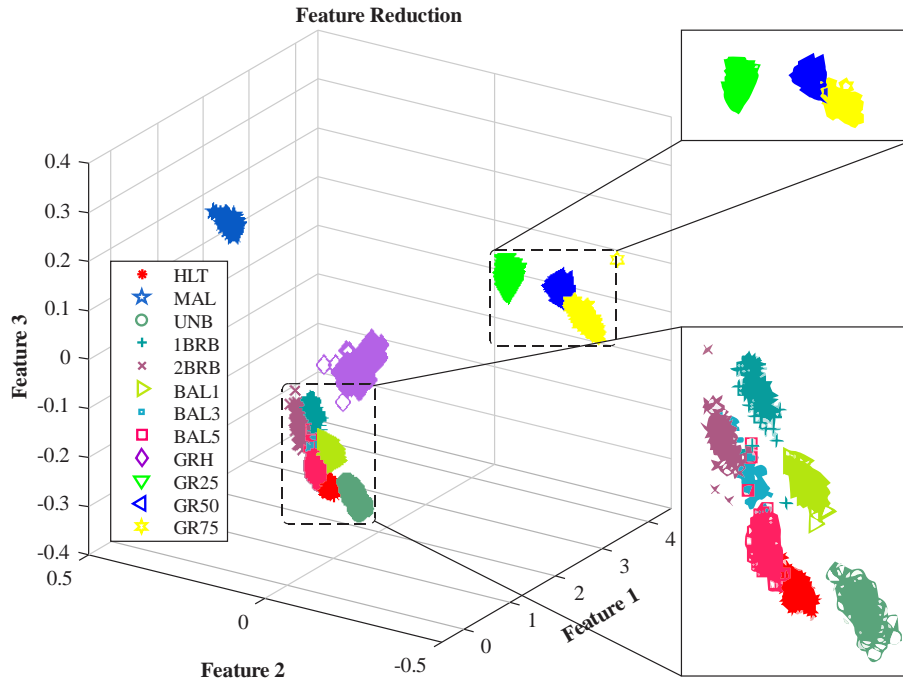 Feature Reduction
0.4
0.3
0.2
0.1
0
-0.1
-0.2
-0.3
-0.4
Feature 3
HLT
MAL
UNB
1BRB
2BRB
BAL1
BAL3
BAL5
GRH
GR25
GR50
GR75
0.5
0
-0.5
Feature 2
0
1
2
3
4
Feature 1